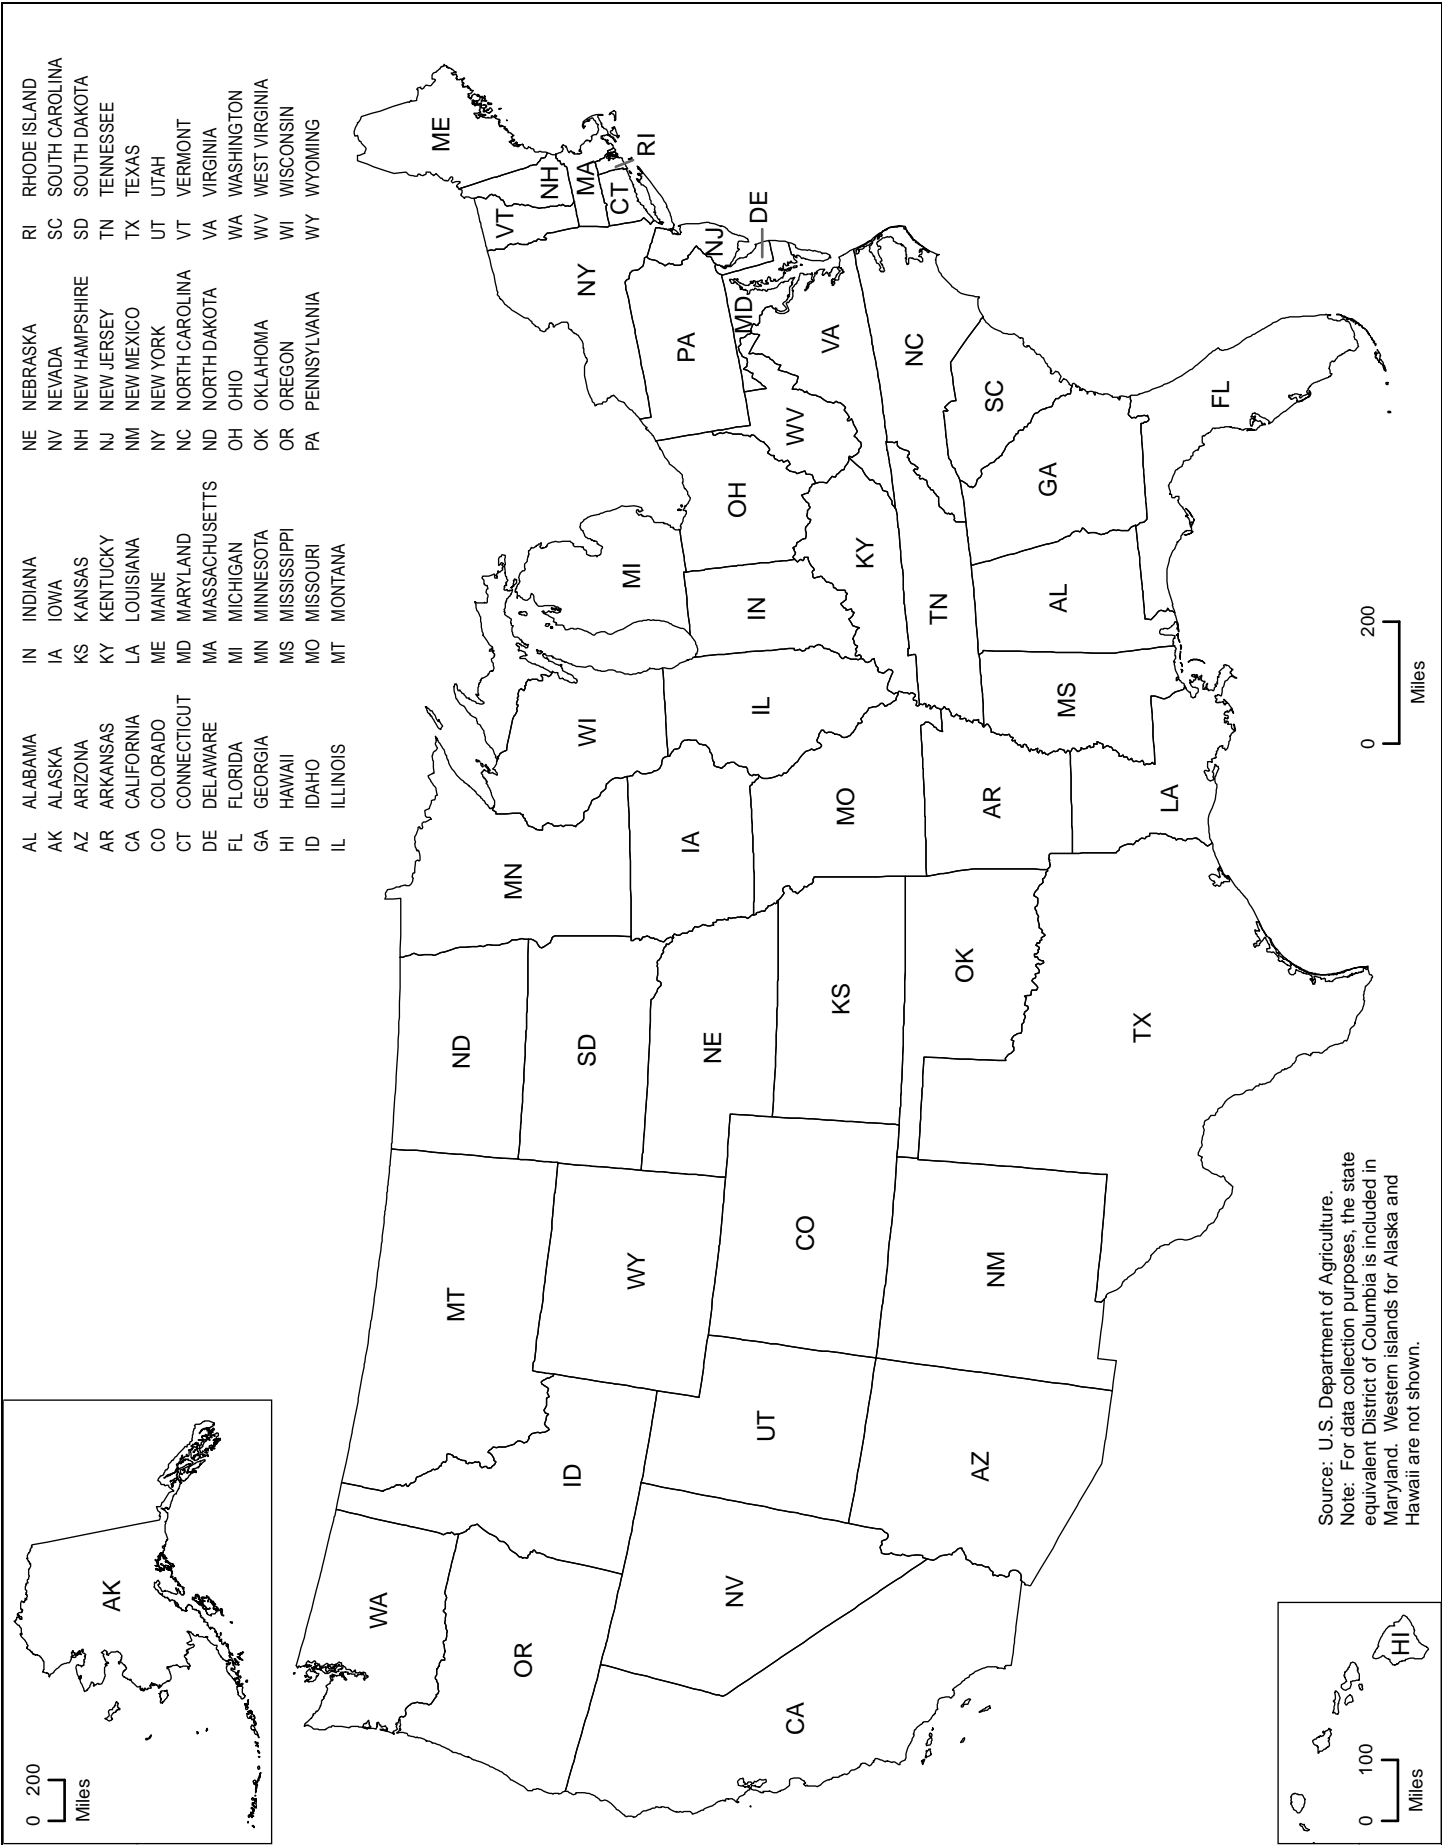 AL ALABAMA
AK ALASKA
AZ ARIZONA
AR ARKANSAS
CA CALIFORNIA
CO COLORADO
CT CONNECTICUT
DE DELAWARE
FL FLORIDA
GA GEORGIA
HI HAWAII
ID IDAHO
IL ILLINOIS
IN INDIANA
IA IOWA
KS KANSAS
KY KENTUCKY
LA LOUISIANA
ME MAINE
MD MARYLAND
MA MASSACHUSETTS
MI MICHIGAN
MN MINNESOTA
MS MISSISSIPPI
MO MISSOURI
MT MONTANA
NE NEBRASKA
NV NEVADA
NH NEW HAMPSHIRE
NJ NEW JERSEY
NM NEW MEXICO
NY NEW YORK
NC NORTH CAROLINA
ND NORTH DAKOTA
OH OHIO
OK OKLAHOMA
OR OREGON
PA PENNSYLVANIA
RI RHODE ISLAND
SC SOUTH CAROLINA
SD SOUTH DAKOTA
TN TENNESSEE
TX TEXAS
UT UTAH
VT VERMONT
VA VIRGINIA
WA WASHINGTON
WV WEST VIRGINIA
WI WISCONSIN
WY WYOMING
0 200
Miles
AK
WA
OR
CA
NV
ID
MT
WY
UT
AZ
CO
NM
ND
SD
NE
KS
OK
TX
MN
IA
MO
AR
LA
WI
IL
MS
MI
IN
OH
KY
TN
AL
GA
FL
SC
NC
VA
WV
MD
DE
PA
NJ
NY
VT
NH
ME
MA
CT
RI
0 100
Miles
HI
Source: U.S. Department of Agriculture.
Note: For data collection purposes, the state
equivalent District of Columbia is included in
Maryland. Western islands for Alaska and
Hawaii are not shown.
0 200
Miles